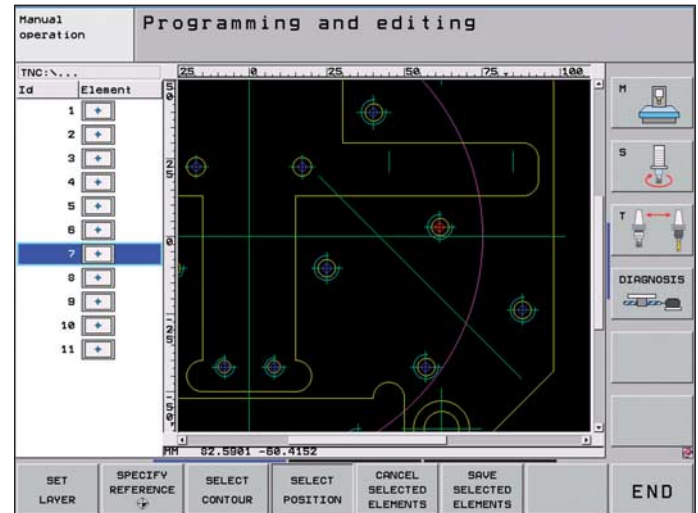 Manual operation
Programming and editing
TNC:\...
Id Element
1
2
3
4
5
6
7
8
9
10
11
25 0 25 50 75 100
50
25
0
-25
-50
MM 82.5901 -60.4152
M
S
T
DIAGNOSIS
SET LAYER
SPECIFY REFERENCE
SELECT CONTOUR
SELECT POSITION
CANCEL SELECTED ELEMENTS
SAVE SELECTED ELEMENTS
END